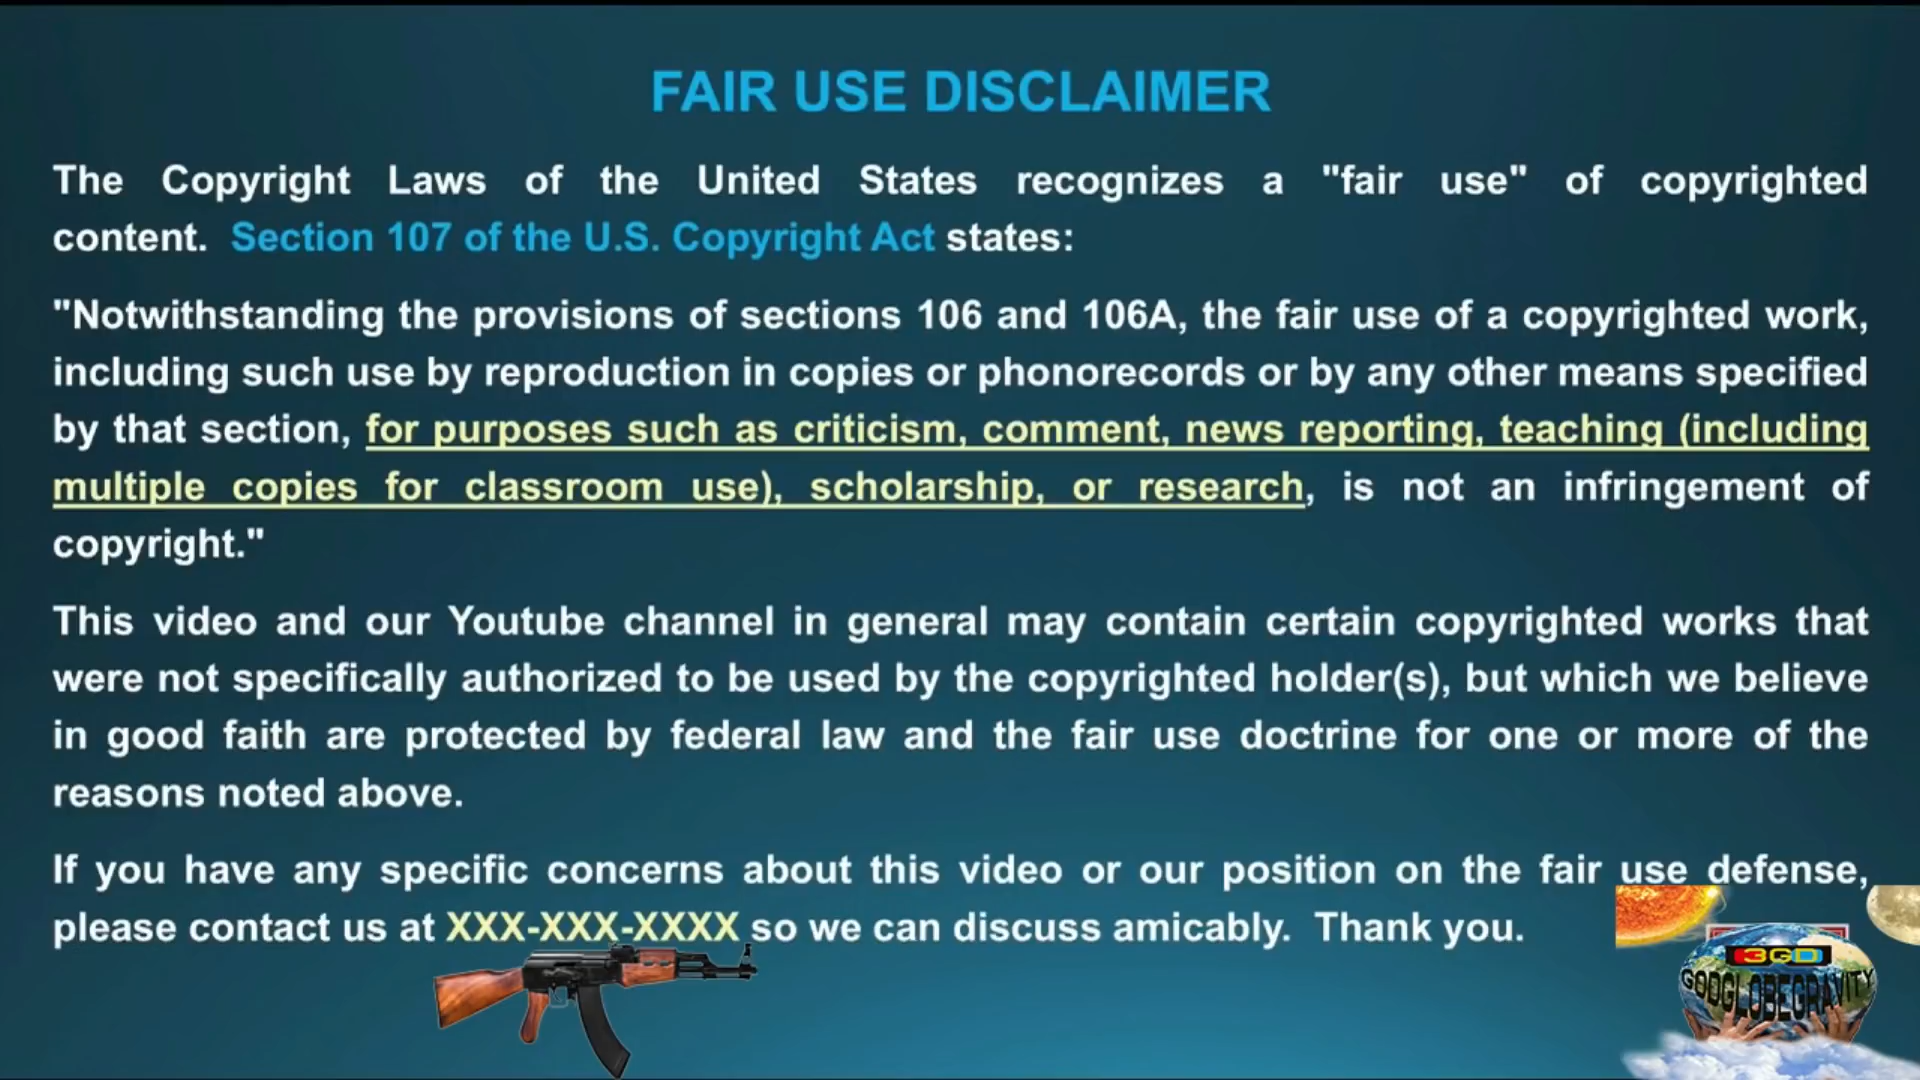 FAIR USE DISCLAIMER
The Copyright Laws of the United States recognizes a "fair use" of copyrighted
content. Section 107 of the U.S. Copyright Act states:
"Notwithstanding the provisions of sections 106 and 106A, the fair use of a copyrighted work,
including such use by reproduction in copies or phonorecords or by any other means specified
by that section, for purposes such as criticism, comment, news reporting, teaching (including
multiple copies for classroom use), scholarship, or research, is not an infringement of
copyright."
This video and our Youtube channel in general may contain certain copyrighted works that
were not specifically authorized to be used by the copyrighted holder(s), but which we believe
in good faith are protected by federal law and the fair use doctrine for one or more of the
reasons noted above.
If you have any specific concerns about this video or our position on the fair use defense,
please contact us at XXX-XXX-XXXX so we can discuss amicably. Thank you.
3GD
GODGLOBEGRAVITY